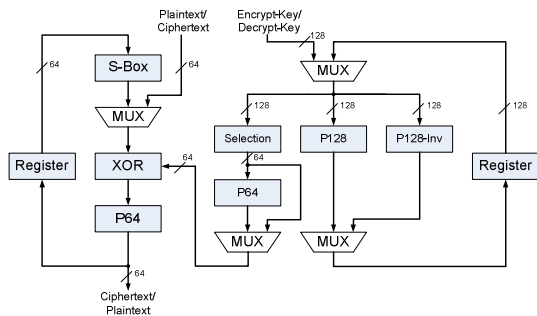 Plaintext/
Ciphertext
Encrypt-Key/
Decrypt-Key
128
64
S-Box
64
MUX
128
MUX
128
128
128
Selection
P128
P128-Inv
Register
XOR
64
64
Register
P64
P64
MUX
MUX
64
Ciphertext/
Plaintext